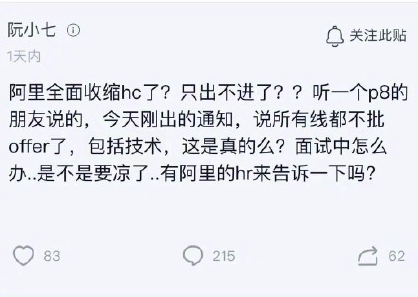 阮小七
关注此贴
1天内
阿里全面收缩hc了？只出不进了？？听一个p8的
朋友说的，今天刚出的通知，说所有线都不批
offer了，包括技术，这是真的么？面试中怎么
办..是不是要凉了..有阿里的hr来告诉一下吗？
83
215
62